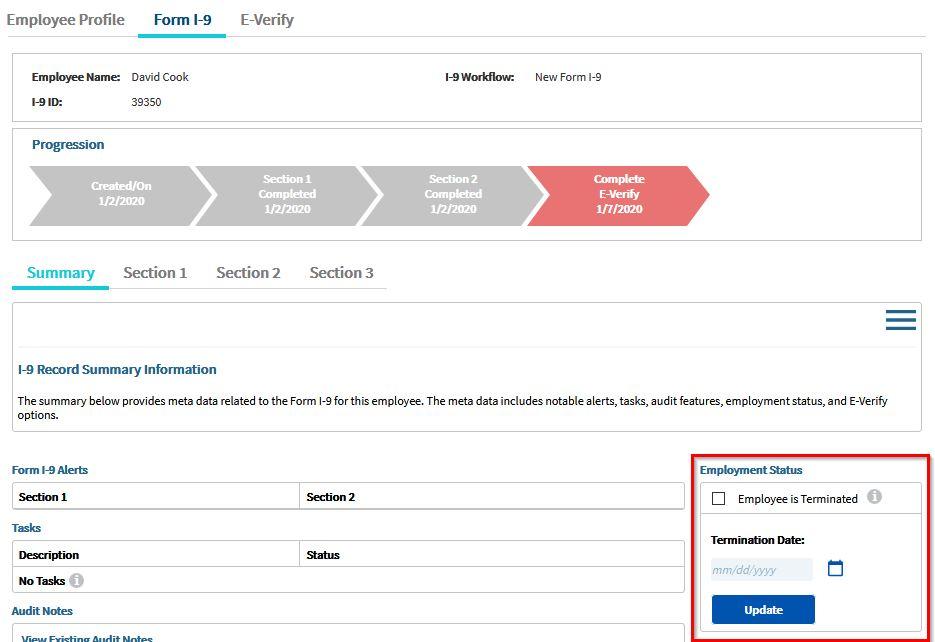 Employee Profile Form I-9 E-Verify
Employee Name: David Cook I-9 Workflow: New Form I-9
I-9 ID: 39350
Progression
Created/On
1/2/2020
Section 1
Completed
1/2/2020
Section 2
Completed
1/2/2020
Complete
E-Verify
1/7/2020
Summary Section 1 Section 2 Section 3
I-9 Record Summary Information
The summary below provides meta data related to the Form I-9 for this employee. The meta data includes notable alerts, tasks, audit features, employment status, and E-Verify
options.
Form I-9 Alerts
Section 1 Section 2
Tasks
Description Status
No Tasks i
Audit Notes
View Existing Audit Notes
Employment Status
Employee is Terminated i
Termination Date:
mm/dd/yyyy
Update